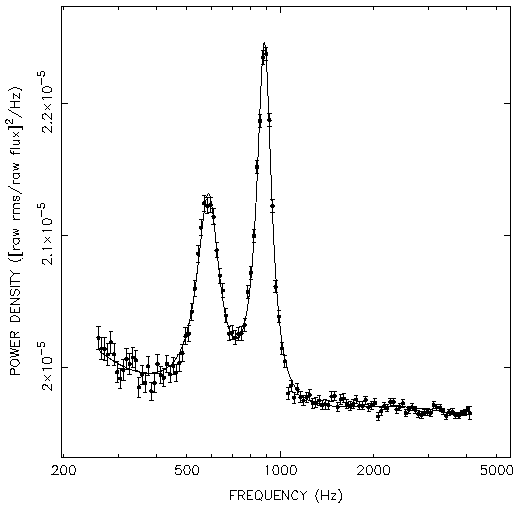 POWER DENSITY ([raw rms/raw flux]²/Hz)
2.2×10⁻⁵
2.1×10⁻⁵
2×10⁻⁵
200 500 1000 2000 5000
FREQUENCY (Hz)